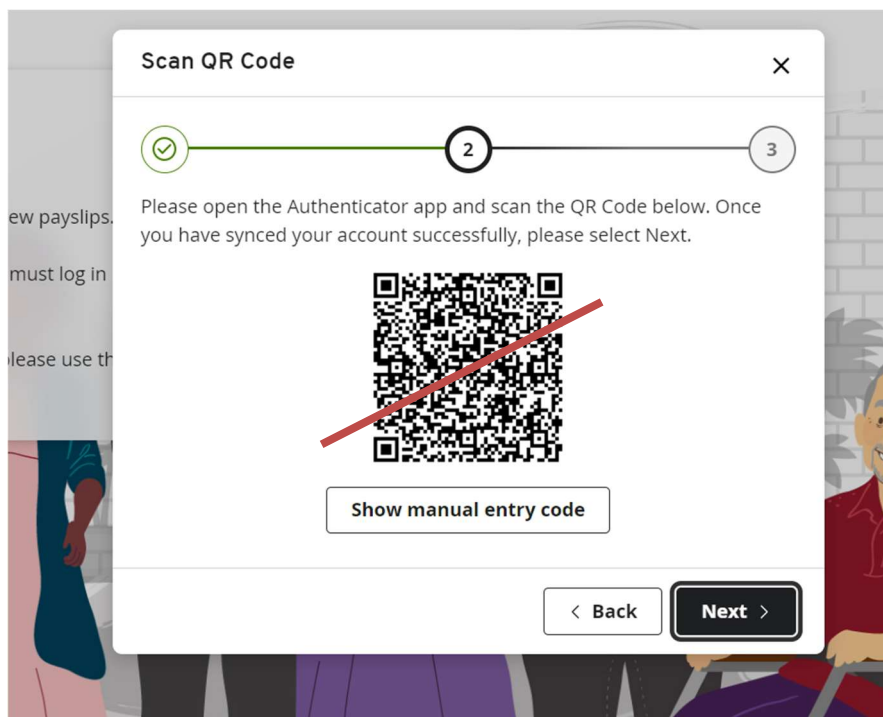 Scan QR Code
2
3
ew payslips.
Please open the Authenticator app and scan the QR Code below. Once
you have synced your account successfully, please select Next.
must log in
lease use th
Show manual entry code
Back
Next